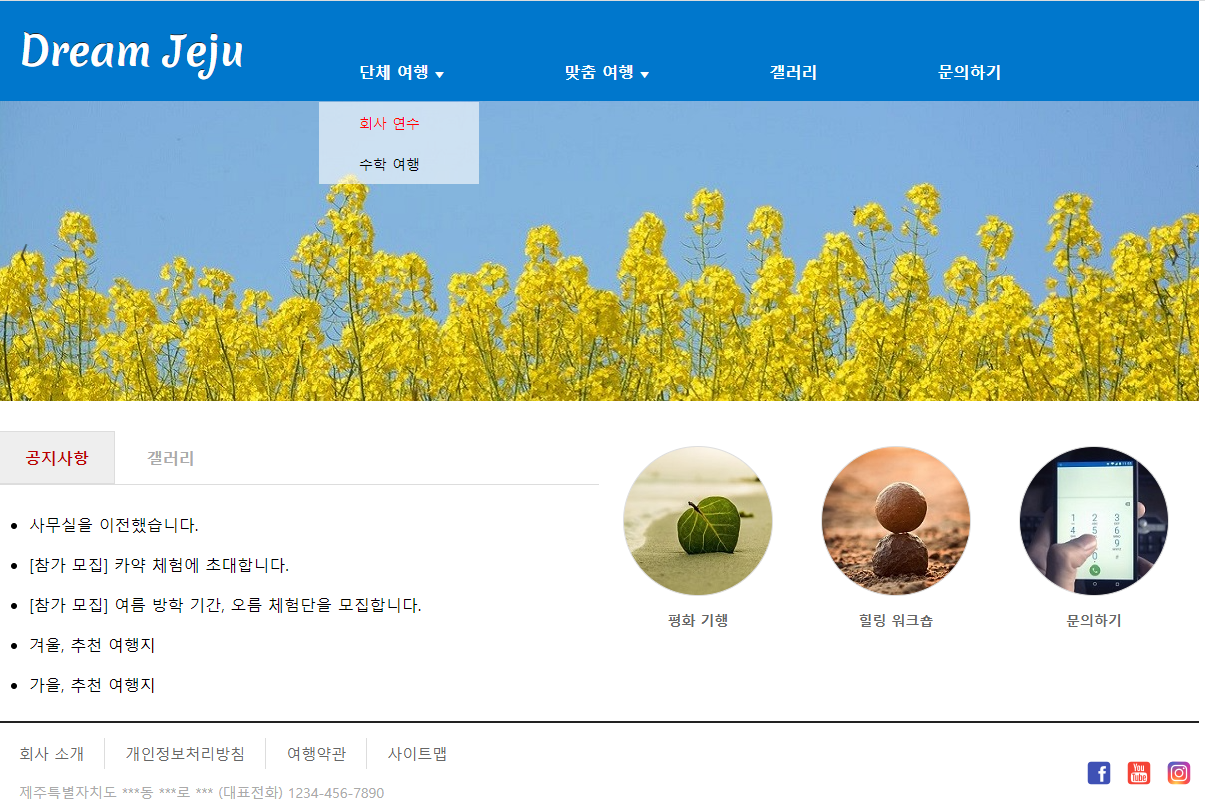 Dream Jeju
단체 여행 맞춤 여행 갤러리 문의하기
회사 연수
수학 여행
공지사항 갤러리
사무실을 이전했습니다.
[참가 모집] 카약 체험에 초대합니다.
[참가 모집] 여름 방학 기간, 오름 체험단을 모집합니다.
겨울, 추천 여행지
가을, 추천 여행지
평화 기행 힐링 워크숍 문의하기
회사 소개 개인정보처리방침 여행약관 사이트맵
제주특별자치도 ***동 ***로 *** (대표전화) 1234-456-7890
f You Tube